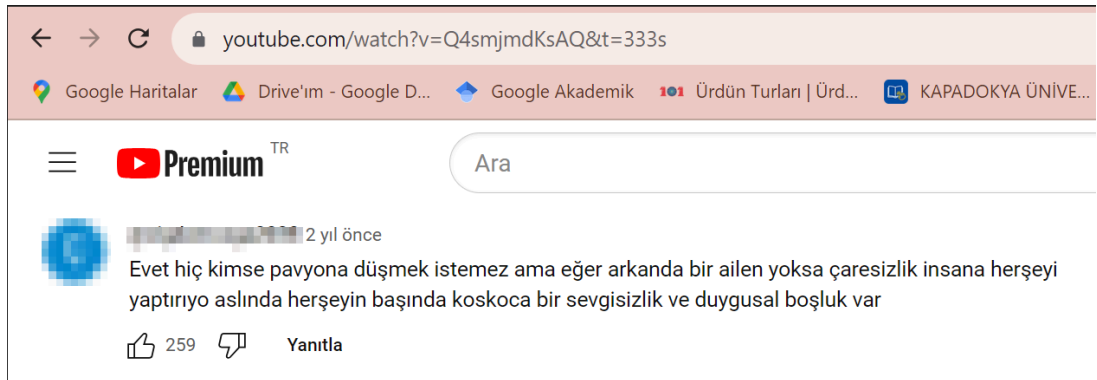 youtube.com/watch?v=Q4smjmdKsAQ&t=333s
Google Haritalar Drive'ım - Google D... Google Akademik 101 Ürdün Turları | Ürd... KAPADOKYA ÜNİVE...
Premium TR
Ara
2 yıl önce
Evet hiç kimse pavyona düşmek istemez ama eğer arkanda bir ailen yoksa çaresizlik insana herşeyi
yaptırıyo aslında herşeyin başında koskoca bir sevgisizlik ve duygusal boşluk var
259 Yanıtla